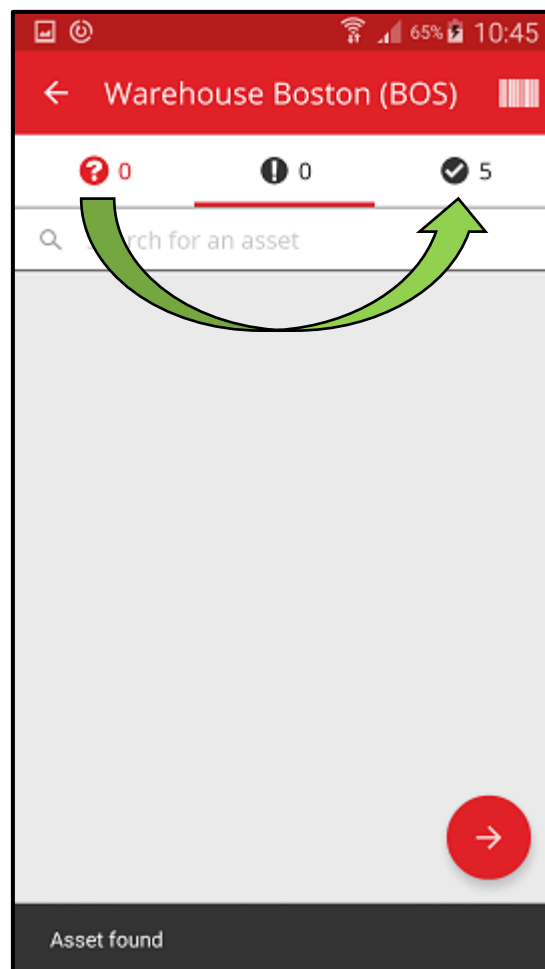 65% 10:45
Warehouse Boston (BOS)
0 0 5
rch for an asset
Asset found